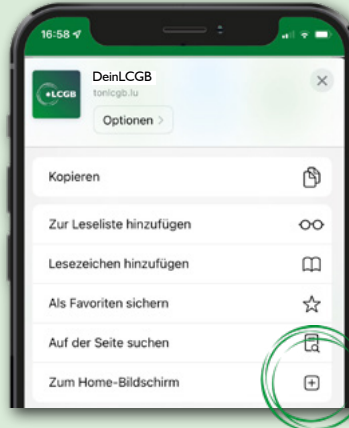 16:58
+LCGB
DeinLCGB
tonlcgb.lu
Optionen >
Kopieren
Zur Leseliste hinzufügen
Lesezeichen hinzufügen
Als Favoriten sichern
Auf der Seite suchen
Zum Home-Bildschirm